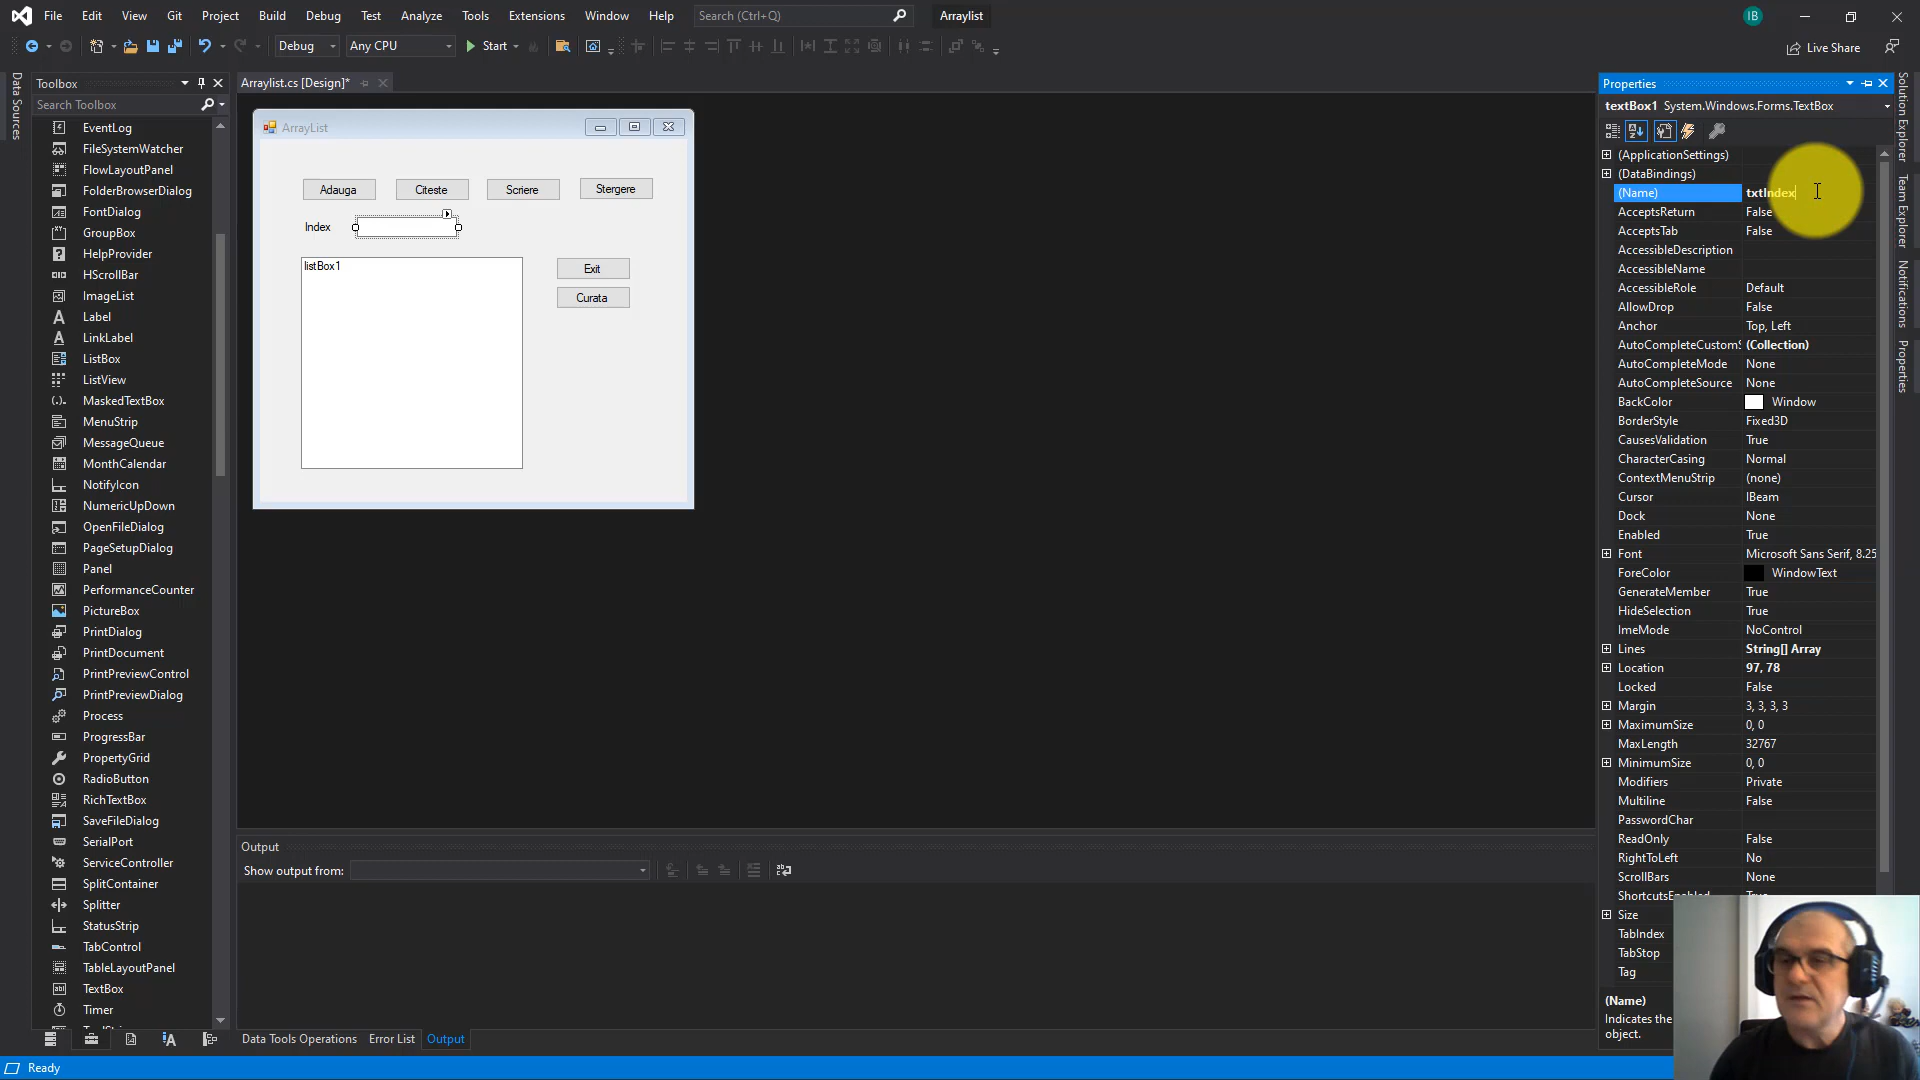 File Edit View Git Project Build Debug Test Analyze Tools Extensions Window Help Search (Ctrl+Q) Arraylist IB
Debug Any CPU Start Live Share
Toolbox
Search Toolbox
EventLog
FileSystemWatcher
FlowLayoutPanel
FolderBrowserDialog
FontDialog
GroupBox
HelpProvider
HScrollBar
ImageList
Label
LinkLabel
ListBox
ListView
MaskedTextBox
MenuStrip
MessageQueue
MonthCalendar
NotifyIcon
NumericUpDown
OpenFileDialog
PageSetupDialog
Panel
PerformanceCounter
PictureBox
PrintDialog
PrintDocument
PrintPreviewControl
PrintPreviewDialog
Process
ProgressBar
PropertyGrid
RadioButton
RichTextBox
SaveFileDialog
SerialPort
ServiceController
SplitContainer
Splitter
StatusStrip
TabControl
TableLayoutPanel
TextBox
Timer
Data Sources
Arraylist.cs [Design]*
ArrayList
Adauga Citeste Scriere Stergere
Index
listBox1
Exit
Curata
Output
Show output from:
Data Tools Operations Error List Output
Properties
textBox1 System.Windows.Forms.TextBox
(ApplicationSettings)
(DataBindings)
(Name) txtIndex
AcceptsReturn False
AcceptsTab False
AccessibleDescription
AccessibleName
AccessibleRole Default
AllowDrop False
Anchor Top, Left
AutoCompleteCustomS (Collection)
AutoCompleteMode None
AutoCompleteSource None
BackColor Window
BorderStyle Fixed3D
CausesValidation True
CharacterCasing Normal
ContextMenuStrip (none)
Cursor IBeam
Dock None
Enabled True
Font Microsoft Sans Serif, 8.25
ForeColor WindowText
GenerateMember True
HideSelection True
ImeMode NoControl
Lines String[] Array
Location 97, 78
Locked False
Margin 3, 3, 3, 3
MaximumSize 0, 0
MaxLength 32767
MinimumSize 0, 0
Modifiers Private
Multiline False
PasswordChar
ReadOnly False
RightToLeft No
ScrollBars None
ShortcutsEnabled True
Size
TabIndex
TabStop
Tag
(Name)
Indicates the
object.
Solution Explorer
Team Explorer
Notifications
Properties
Ready